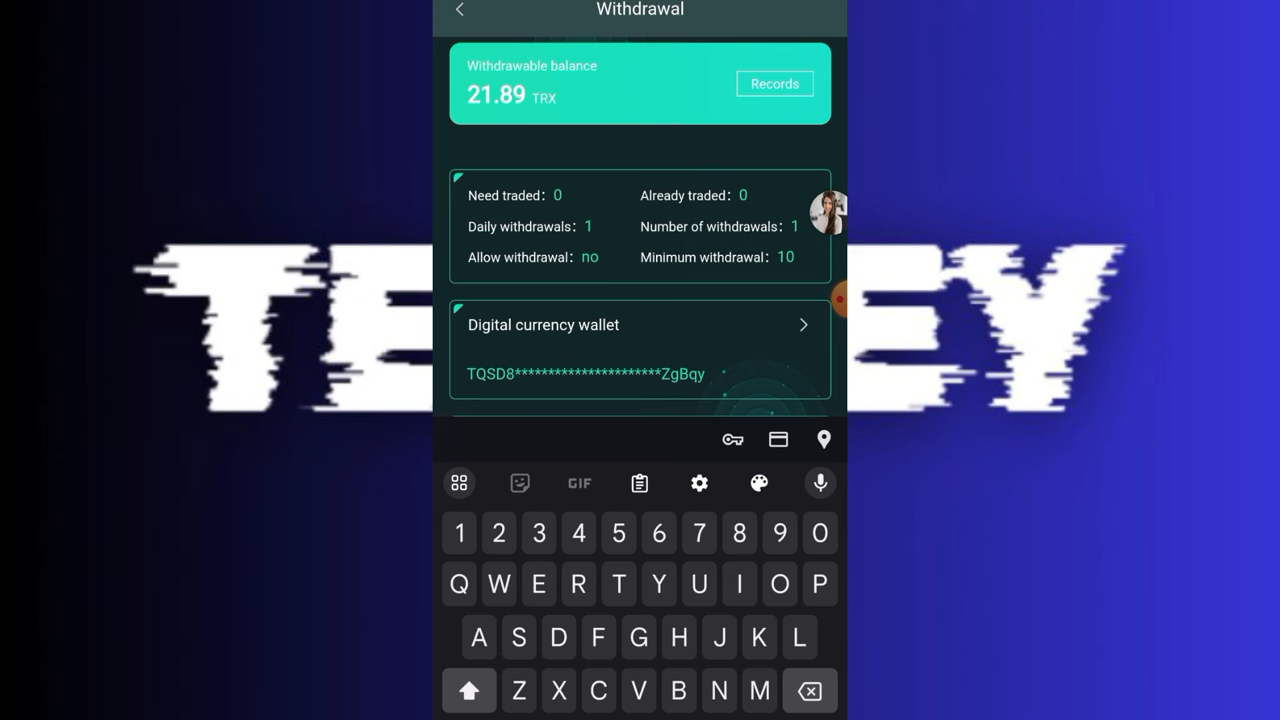 Withdrawal
Withdrawable balance
21.89 TRX
Records
Need traded: 0
Already traded: 0
Daily withdrawals: 1
Number of withdrawals: 1
Allow withdrawal: no
Minimum withdrawal: 10
Digital currency wallet
TQSD8**********************ZgBqy
GIF
1 2 3 4 5 6 7 8 9 0
Q W E R T Y U I O P
A S D F G H J K L
Z X C V B N M